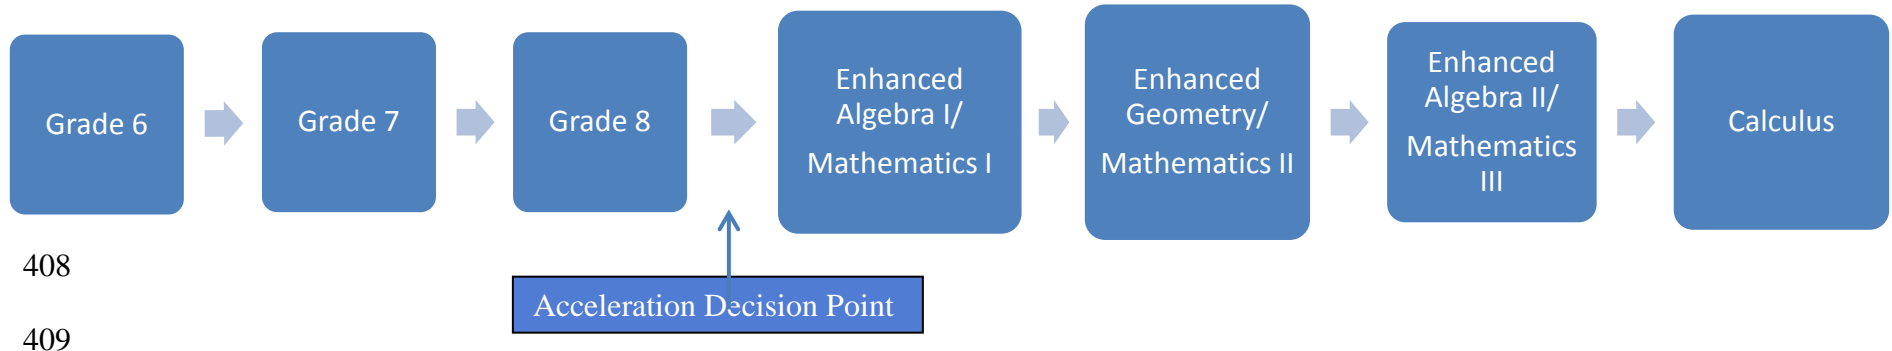 Grade 6
Grade 7
Grade 8
Enhanced
Algebra I/
Mathematics I
Enhanced
Geometry/
Mathematics II
Enhanced
Algebra II/
Mathematics
III
Calculus
408
Acceleration Decision Point
409